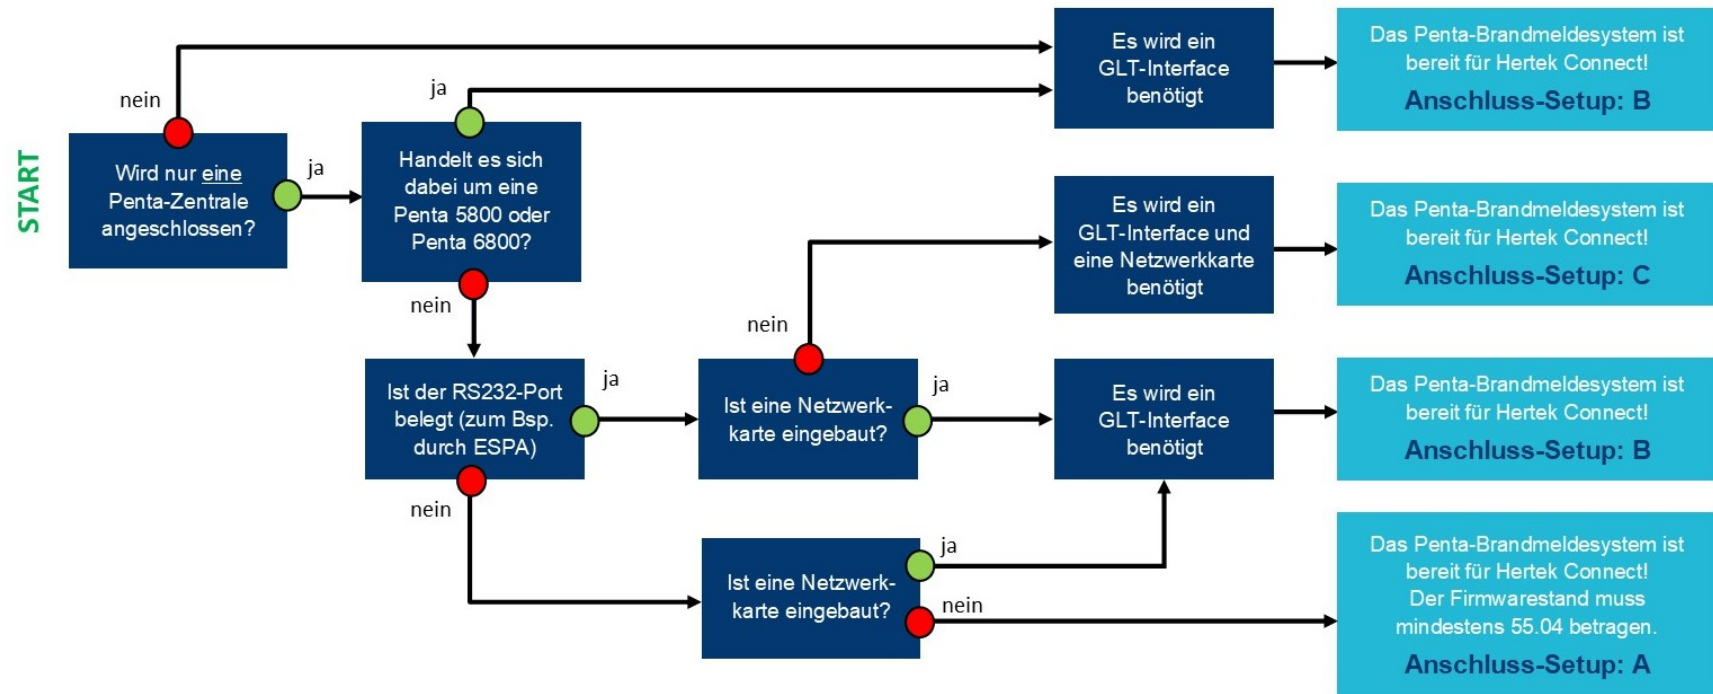 START
Wird nur eine
Penta-Zentrale
angeschlossen?
nein
ja
Handelt es sich
dabei um eine
Penta 5800 oder
Penta 6800?
ja
nein
Es wird ein
GLT-Interface
benötigt
Das Penta-Brandmeldesystem ist
bereit für Hertek Connect!
Anschluss-Setup: B
Ist der RS232-Port
belegt (zum Bsp.
durch ESPA)
ja
nein
Ist eine Netzwerk-
karte eingebaut?
nein
ja
Es wird ein
GLT-Interface und
eine Netzwerkkarte
benötigt
Das Penta-Brandmeldesystem ist
bereit für Hertek Connect!
Anschluss-Setup: C
Es wird ein
GLT-Interface
benötigt
Das Penta-Brandmeldesystem ist
bereit für Hertek Connect!
Anschluss-Setup: B
Ist eine Netzwerk-
karte eingebaut?
ja
nein
Das Penta-Brandmeldesystem ist
bereit für Hertek Connect!
Der Firmwarestand muss
mindestens 55.04 betragen.
Anschluss-Setup: A